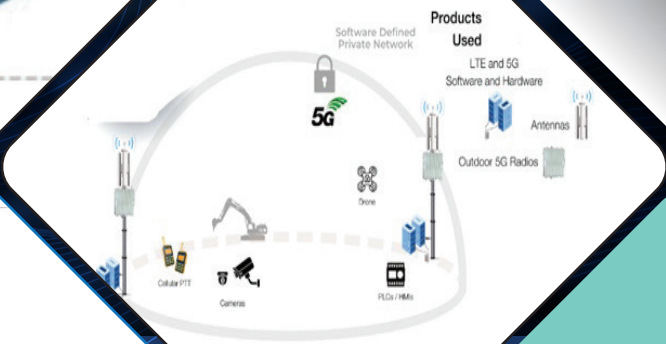 Software Defined
Private Network
5G
Products
Used
LTE and 5G
Software and Hardware
Antennas
Outdoor 5G Radios
Drone
Cellular PTT
Cameras
PLCs / HMIs